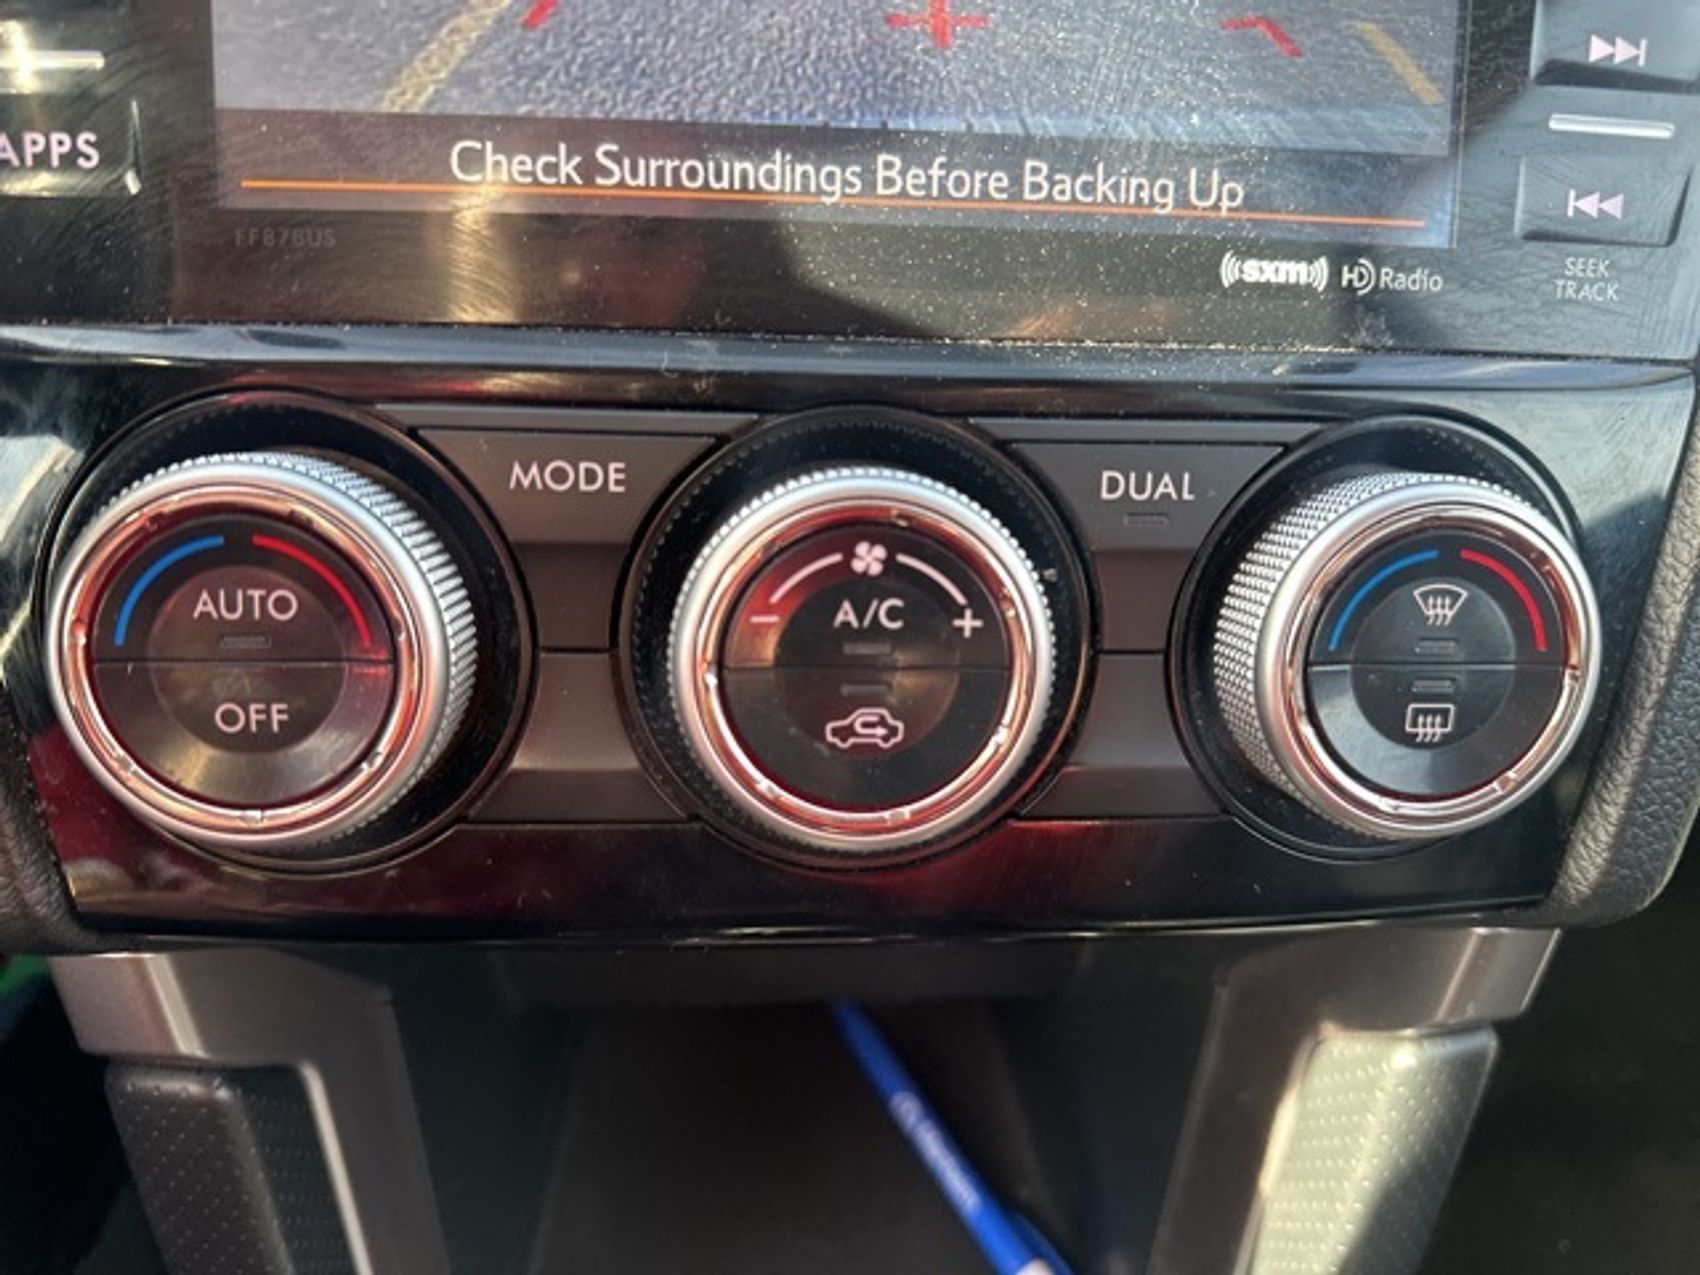 APPS
Check Surroundings Before Backing Up
FF878US
sxm HD Radio
SEEK
TRACK
MODE
DUAL
AUTO
OFF
A/C
- +